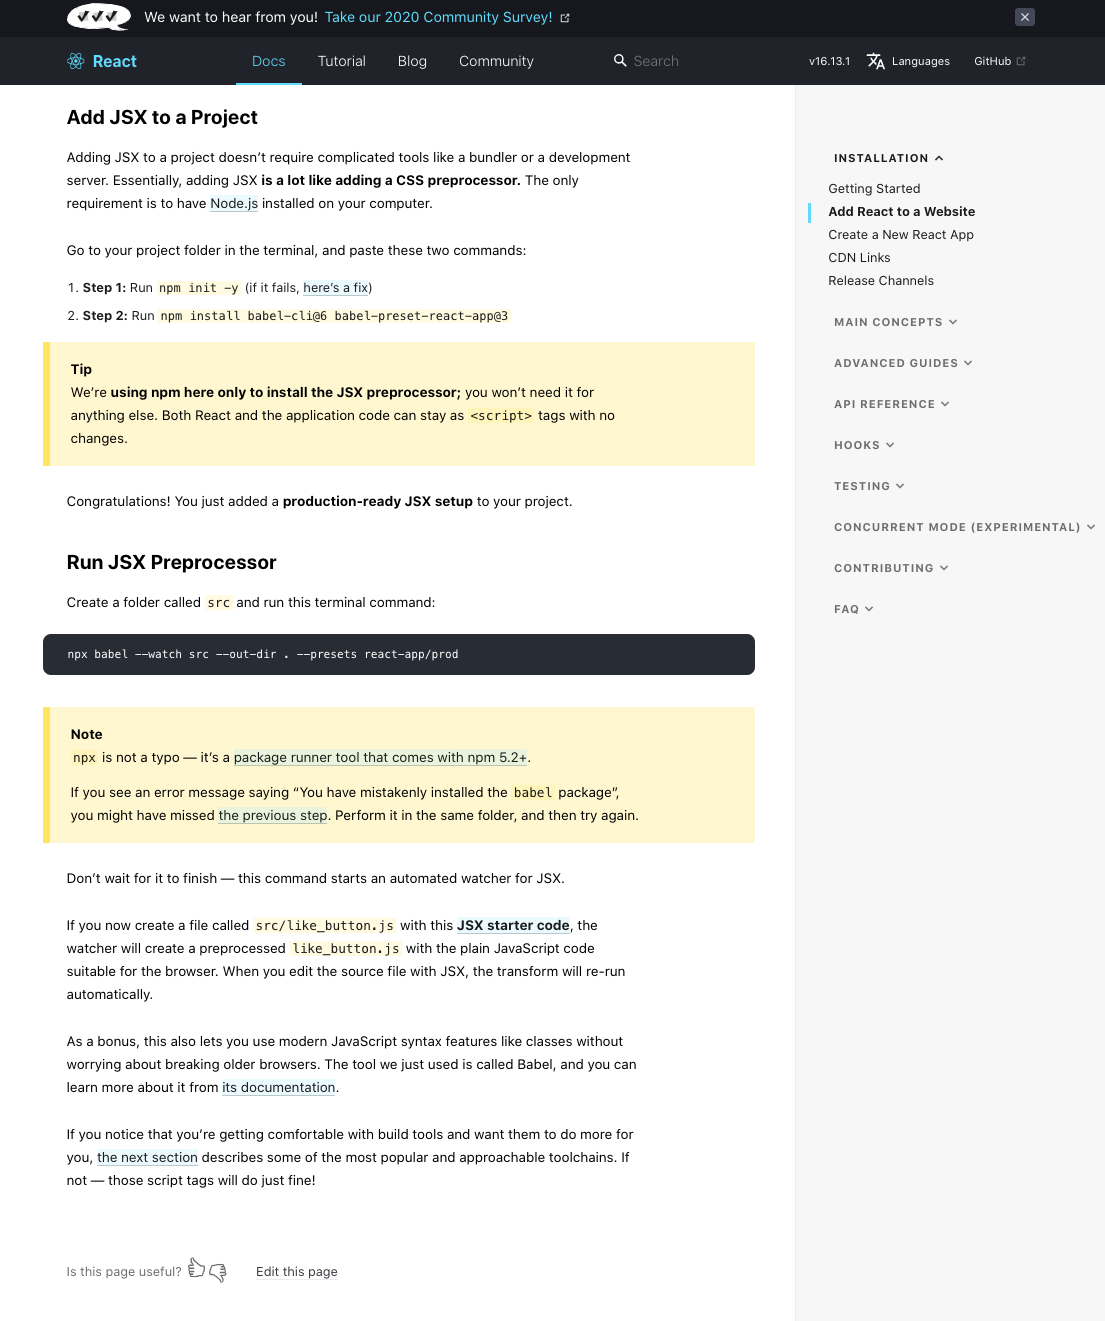 We want to hear from you! Take our 2020 Community Survey!
React
Docs
Tutorial
Blog
Community
Search
v16.13.1
Languages
GitHub
Add JSX to a Project
Adding JSX to a project doesn’t require complicated tools like a bundler or a development
server. Essentially, adding JSX is a lot like adding a CSS preprocessor. The only
requirement is to have Node.js installed on your computer.
Go to your project folder in the terminal, and paste these two commands:
1. Step 1: Run npm init -y (if it fails, here’s a fix)
2. Step 2: Run npm install babel-cli@6 babel-preset-react-app@3
Tip
We’re using npm here only to install the JSX preprocessor; you won’t need it for
anything else. Both React and the application code can stay as <script> tags with no
changes.
Congratulations! You just added a production-ready JSX setup to your project.
Run JSX Preprocessor
Create a folder called src and run this terminal command:
npx babel --watch src --out-dir . --presets react-app/prod
Note
npx is not a typo — it’s a package runner tool that comes with npm 5.2+.
If you see an error message saying “You have mistakenly installed the babel package”,
you might have missed the previous step. Perform it in the same folder, and then try again.
Don’t wait for it to finish — this command starts an automated watcher for JSX.
If you now create a file called src/like_button.js with this JSX starter code, the
watcher will create a preprocessed like_button.js with the plain JavaScript code
suitable for the browser. When you edit the source file with JSX, the transform will re-run
automatically.
As a bonus, this also lets you use modern JavaScript syntax features like classes without
worrying about breaking older browsers. The tool we just used is called Babel, and you can
learn more about it from its documentation.
If you notice that you’re getting comfortable with build tools and want them to do more for
you, the next section describes some of the most popular and approachable toolchains. If
not — those script tags will do just fine!
Is this page useful?
Edit this page
INSTALLATION
Getting Started
Add React to a Website
Create a New React App
CDN Links
Release Channels
MAIN CONCEPTS
ADVANCED GUIDES
API REFERENCE
HOOKS
TESTING
CONCURRENT MODE (EXPERIMENTAL)
CONTRIBUTING
FAQ